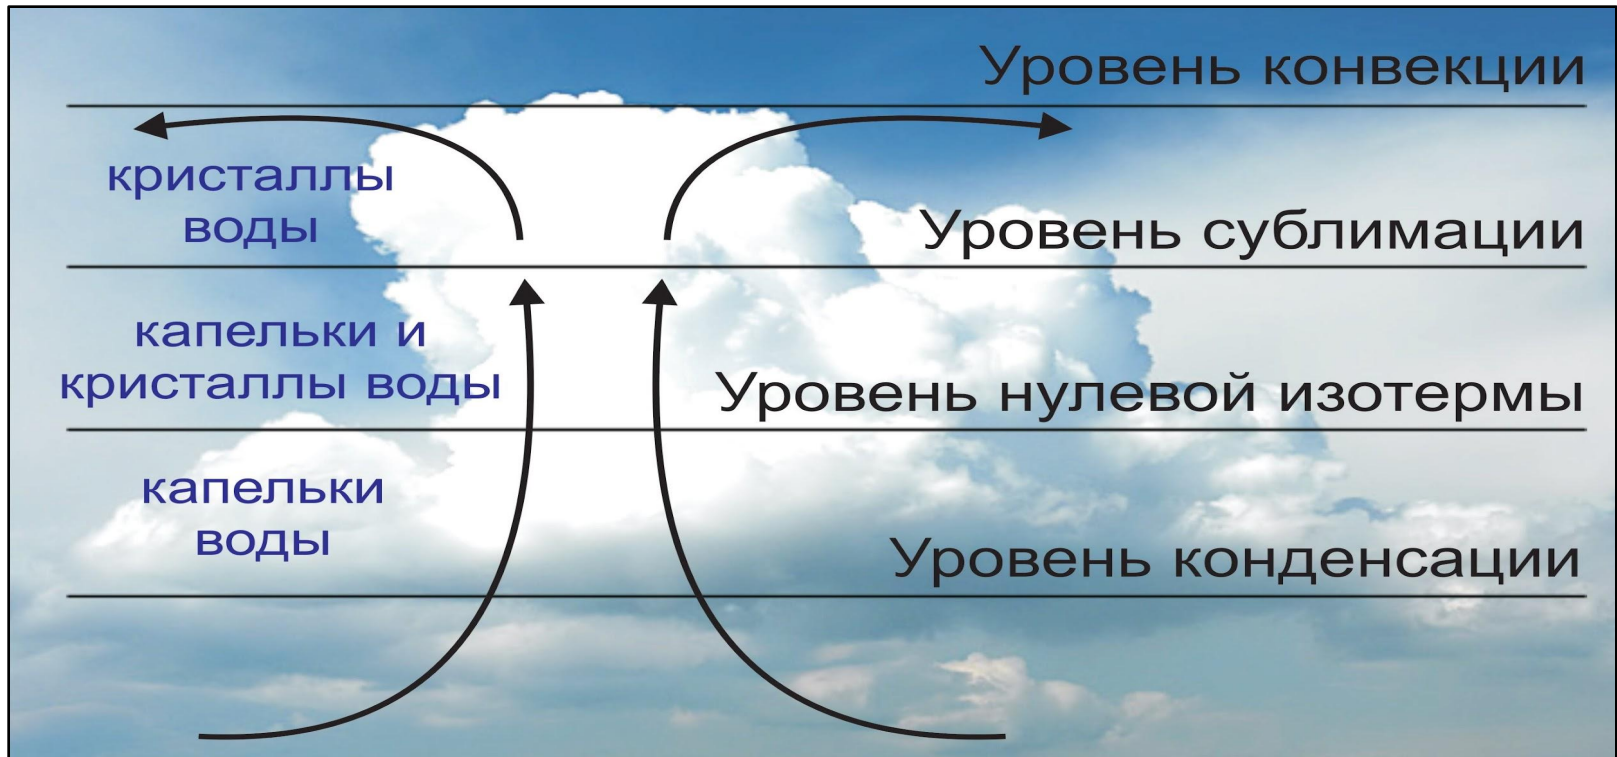 Уровень конвекции
кристаллы
воды
Уровень сублимации
капельки и
кристаллы воды
Уровень нулевой изотермы
капельки
воды
Уровень конденсации